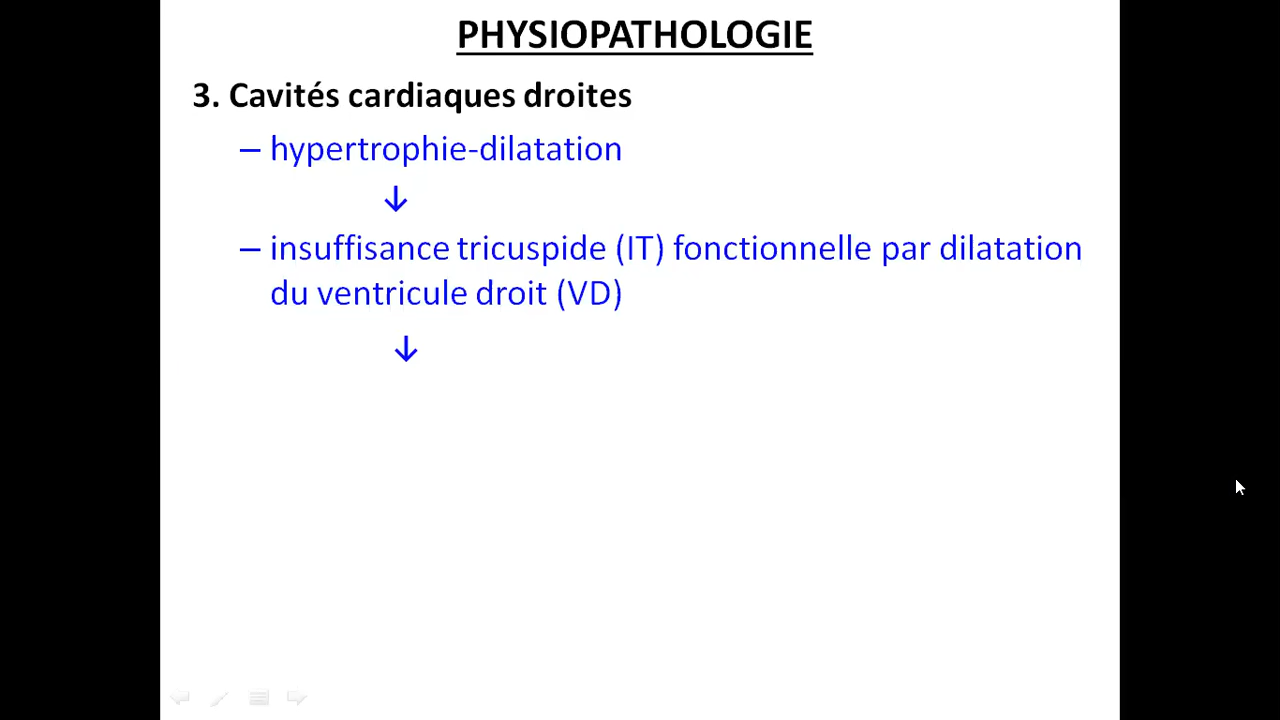 PHYSIOPATHOLOGIE
3. Cavités cardiaques droites
– hypertrophie-dilatation
↓
– insuffisance tricuspide (IT) fonctionnelle par dilatation
du ventricule droit (VD)
↓